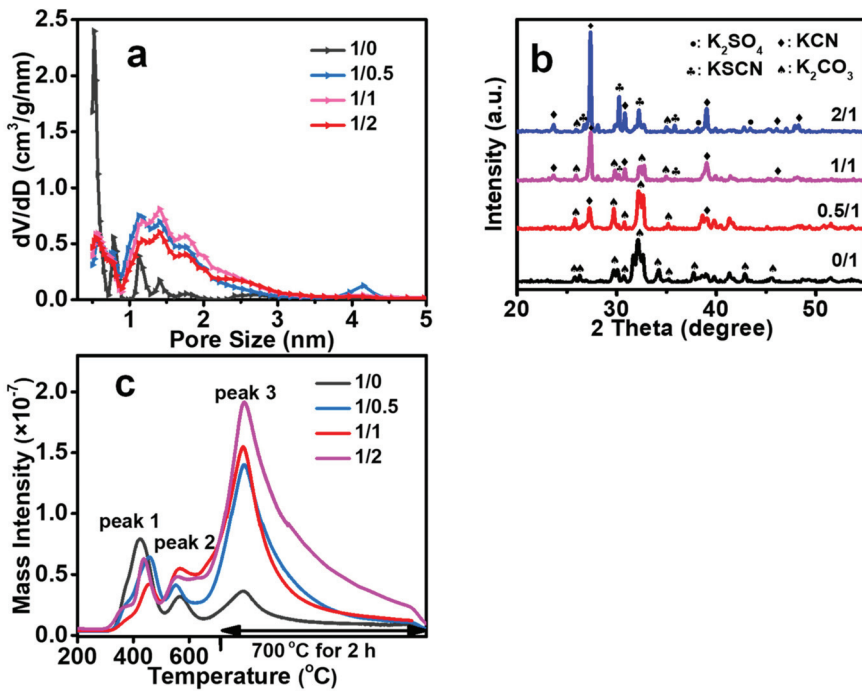 a
1/0
1/0.5
1/1
1/2
dV/dD (cm³/g/nm)
2.5
2.0
1.5
1.0
0.5
0.0
1 2 3 4 5
Pore Size (nm)
b
●: K₂SO₄ ♦: KCN
♣: KSCN ♠: K₂CO₃
2/1
1/1
0.5/1
0/1
Intensity (a.u.)
20 30 40 50
2 Theta (degree)
c
1/0
1/0.5
1/1
1/2
peak 3
peak 1
peak 2
Mass Intensity (×10⁻⁷)
2.0
1.5
1.0
0.5
0.0
700 °C for 2 h
200 400 600
Temperature (°C)